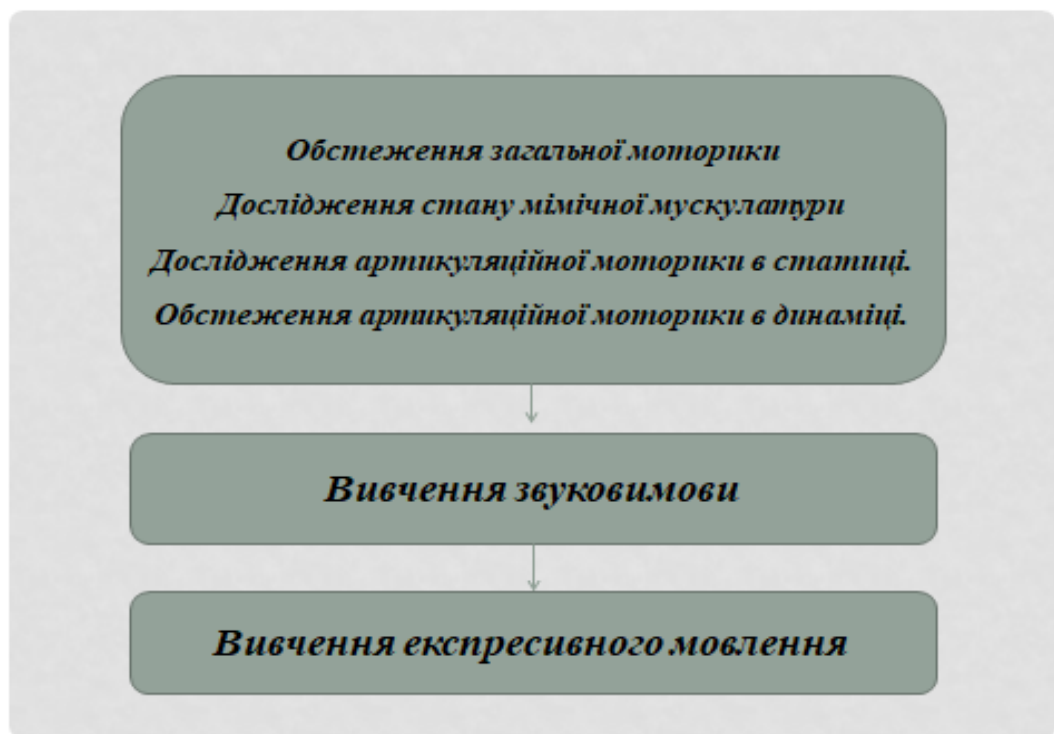 Обстеження загальної моторики
Дослідження стану мімічної мускулатури
Дослідження артикуляційної моторики в статиці.
Обстеження артикуляційної моторики в динаміці.
Вивчення звуковимови
Вивчення експресивного мовлення